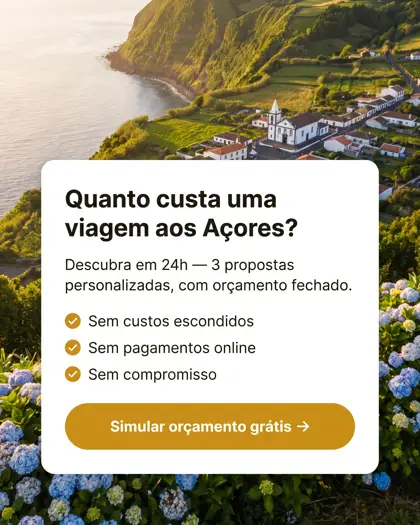 Quanto custa uma
viagem aos Açores?
Descubra em 24h — 3 propostas
personalizadas, com orçamento fechado.
Sem custos escondidos
Sem pagamentos online
Sem compromisso
Simular orçamento grátis →